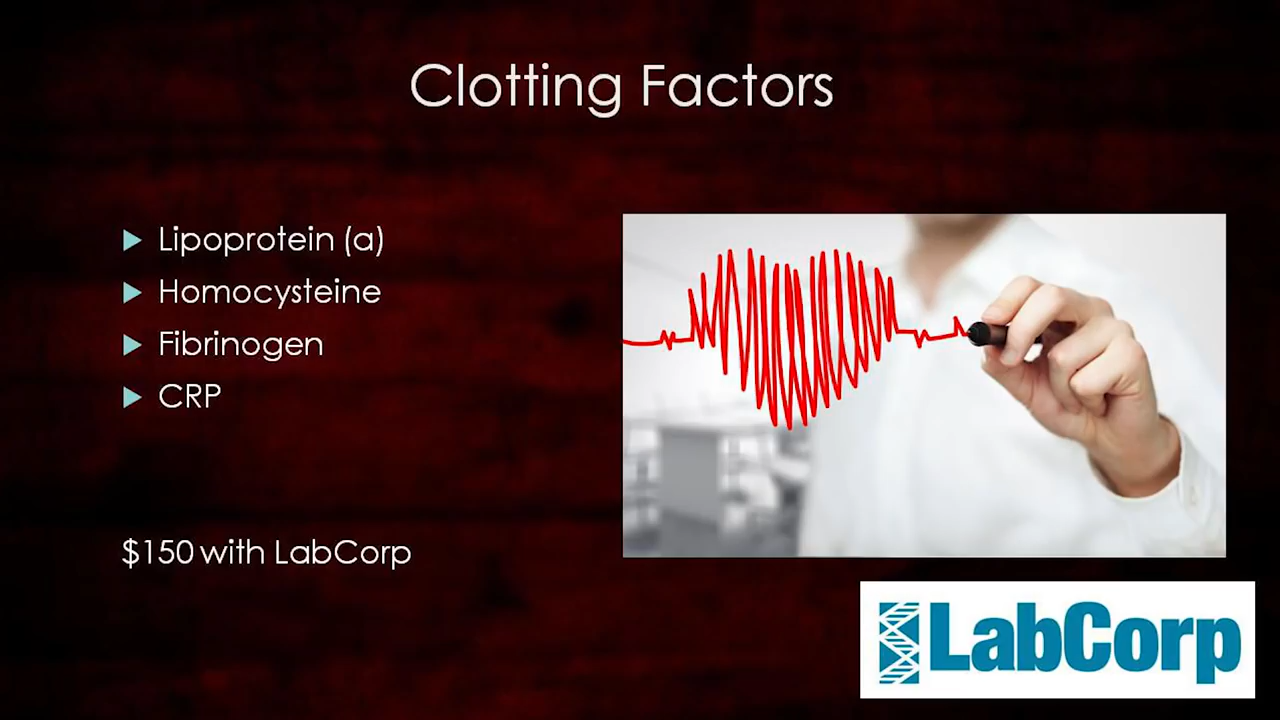 Clotting Factors
Lipoprotein (a)
Homocysteine
Fibrinogen
CRP
$150 with LabCorp
LabCorp